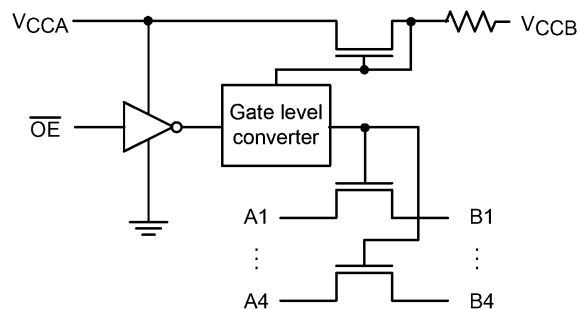 VCCA
VCCB
OE
Gate level
converter
A1
B1
⋮
⋮
A4
B4